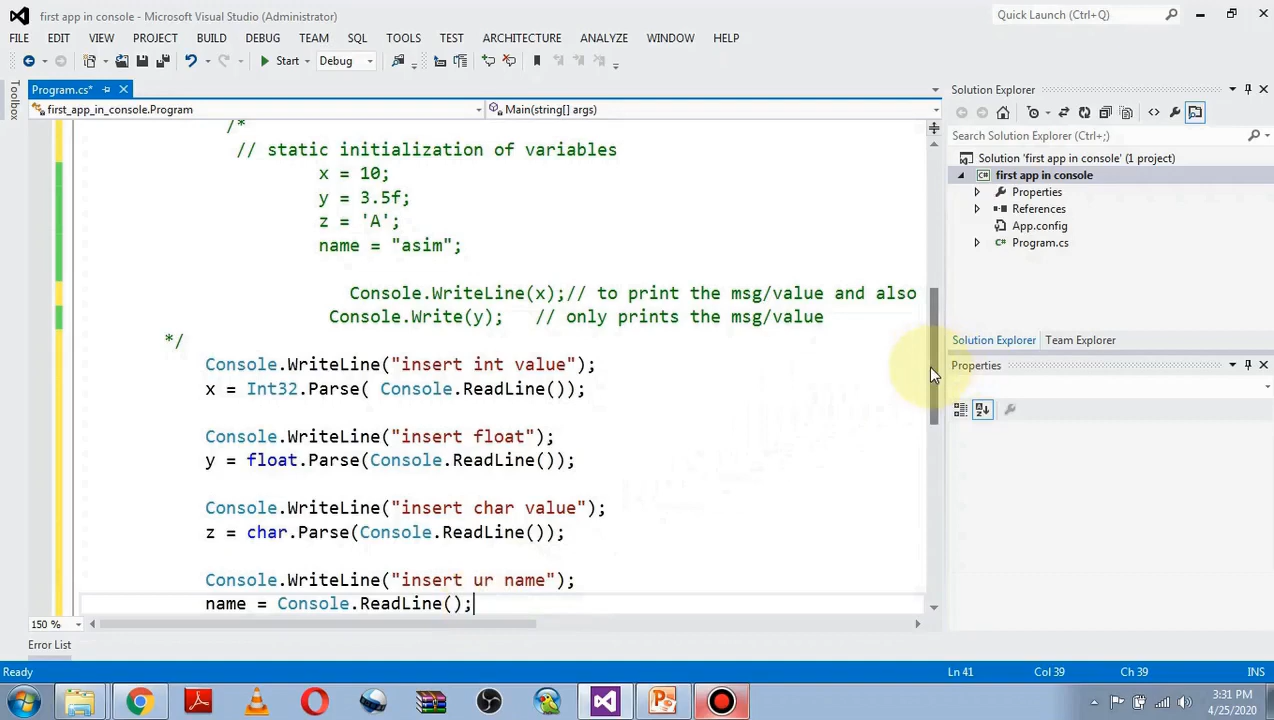 first app in console - Microsoft Visual Studio (Administrator)
Quick Launch (Ctrl+Q)
FILE EDIT VIEW PROJECT BUILD DEBUG TEAM SQL TOOLS TEST ARCHITECTURE ANALYZE WINDOW HELP
Start Debug
Toolbox
Program.cs*
first_app_in_console.Program
Main(string[] args)
/*
// static initialization of variables
x = 10;
y = 3.5f;
z = 'A';
name = "asim";
Console.WriteLine(x);// to print the msg/value and also
Console.Write(y); // only prints the msg/value
*/
Console.WriteLine("insert int value");
x = Int32.Parse( Console.ReadLine());
Console.WriteLine("insert float");
y = float.Parse(Console.ReadLine());
Console.WriteLine("insert char value");
z = char.Parse(Console.ReadLine());
Console.WriteLine("insert ur name");
name = Console.ReadLine();
150 %
Error List
Solution Explorer
Search Solution Explorer (Ctrl+;)
Solution 'first app in console' (1 project)
C# first app in console
Properties
References
App.config
C# Program.cs
Solution Explorer Team Explorer
Properties
Ready
Ln 41 Col 39 Ch 39 INS
3:31 PM
4/25/2020